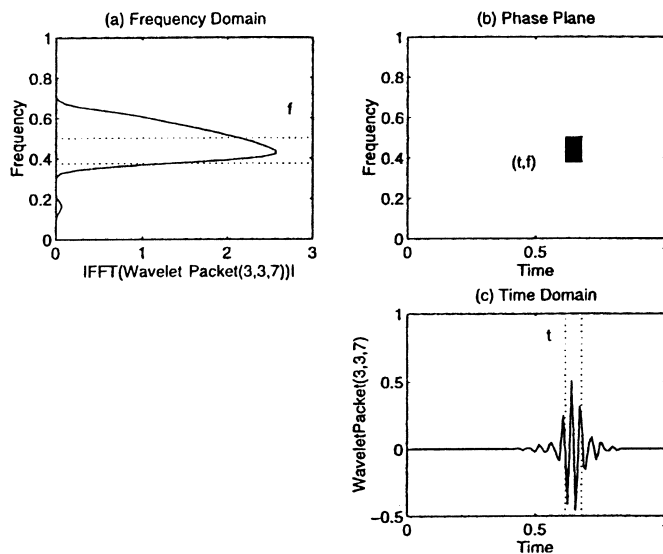 (a) Frequency Domain
Frequency
1
0.8
0.6
0.4
0.2
0
f
0
1
2
3
IFFT(Wavelet Packet(3,3,7))I
(b) Phase Plane
Frequency
1
0.8
0.6
0.4
0.2
0
(t,f)
0
0.5
1
Time
(c) Time Domain
WaveletPacket(3,3,7)
1
0.5
0
−0.5
t
0
0.5
1
Time